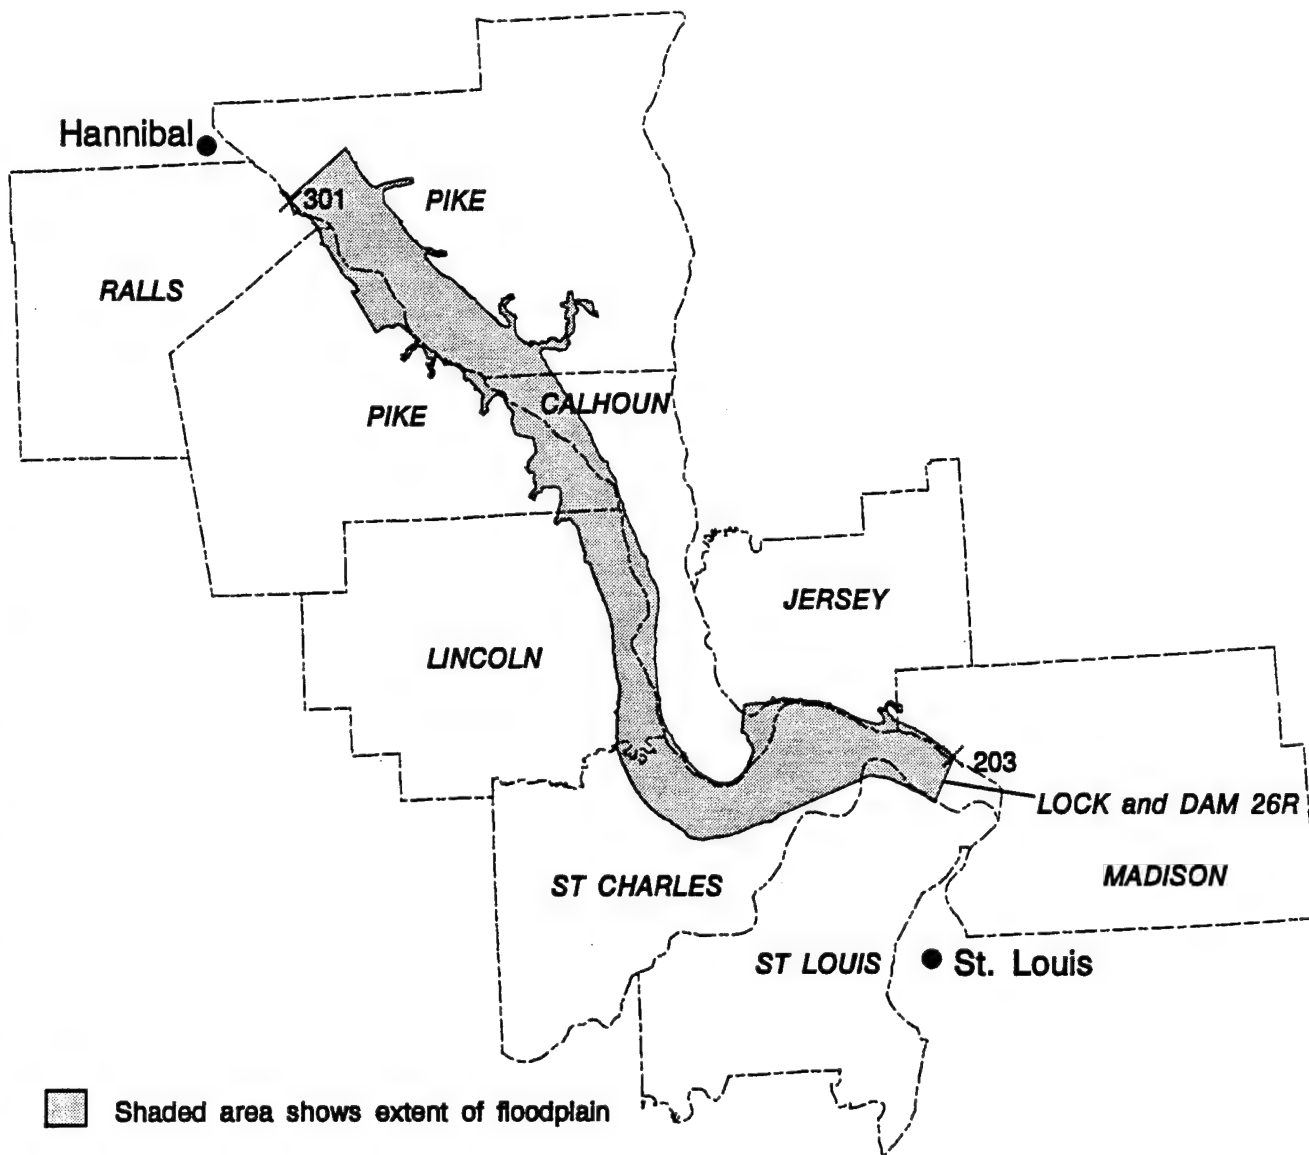 Hannibal
301
PIKE
RALLS
PIKE
CALHOUN
JERSEY
LINCOLN
203
LOCK and DAM 26R
ST CHARLES
MADISON
ST LOUIS
St. Louis
Shaded area shows extent of floodplain